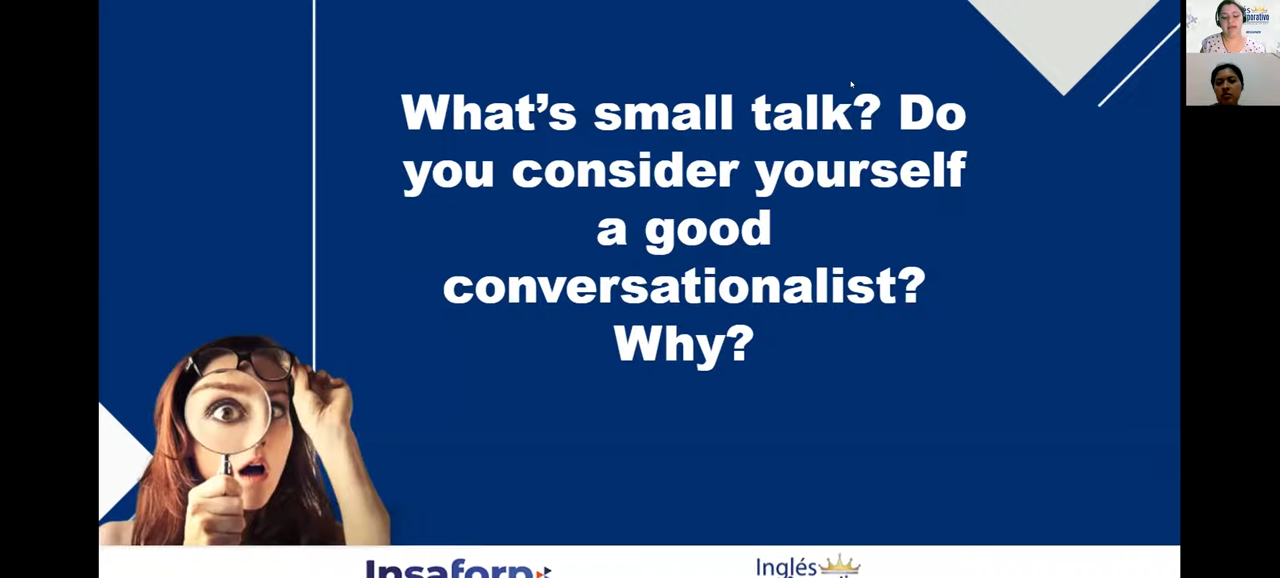 What's small talk? Do
you consider yourself
a good
conversationalist?
Why?
Insaforp
Inglés